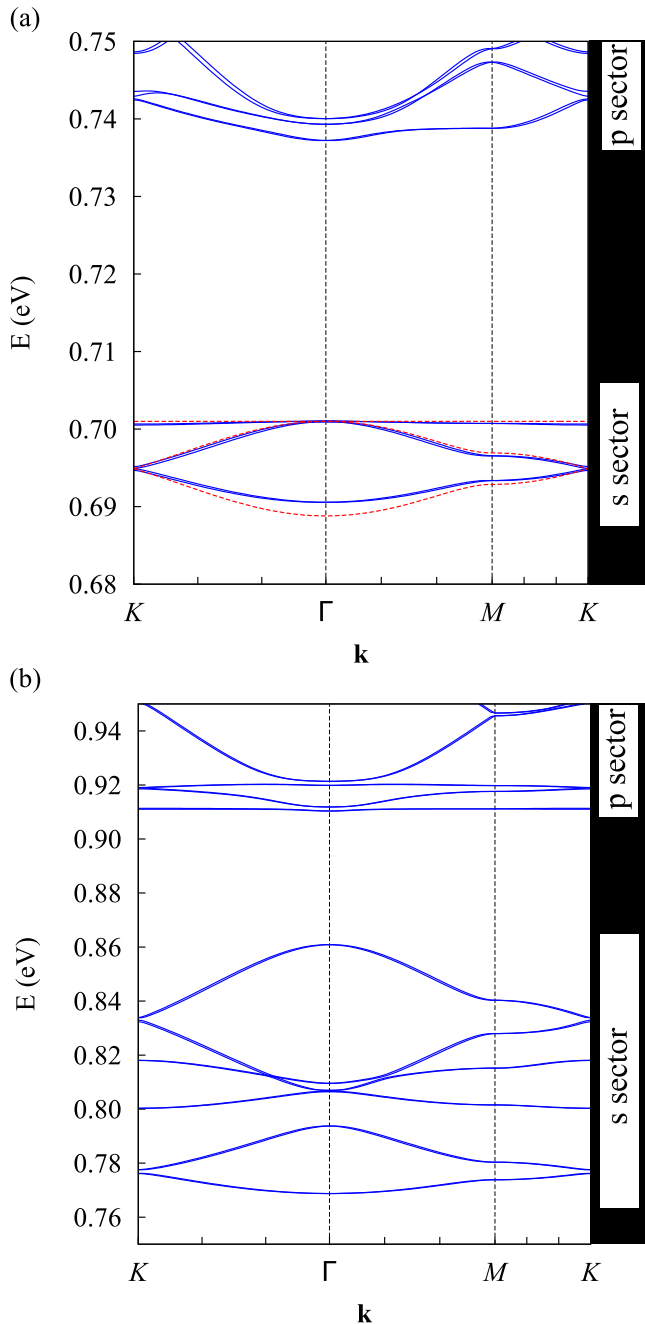 (a)
0.75
0.74
0.73
0.72
0.71
0.70
0.69
0.68
E (eV)
K Γ M K
k
p sector
s sector
(b)
0.94
0.92
0.90
0.88
0.86
0.84
0.82
0.80
0.78
0.76
E (eV)
K Γ M K
k
p sector
s sector